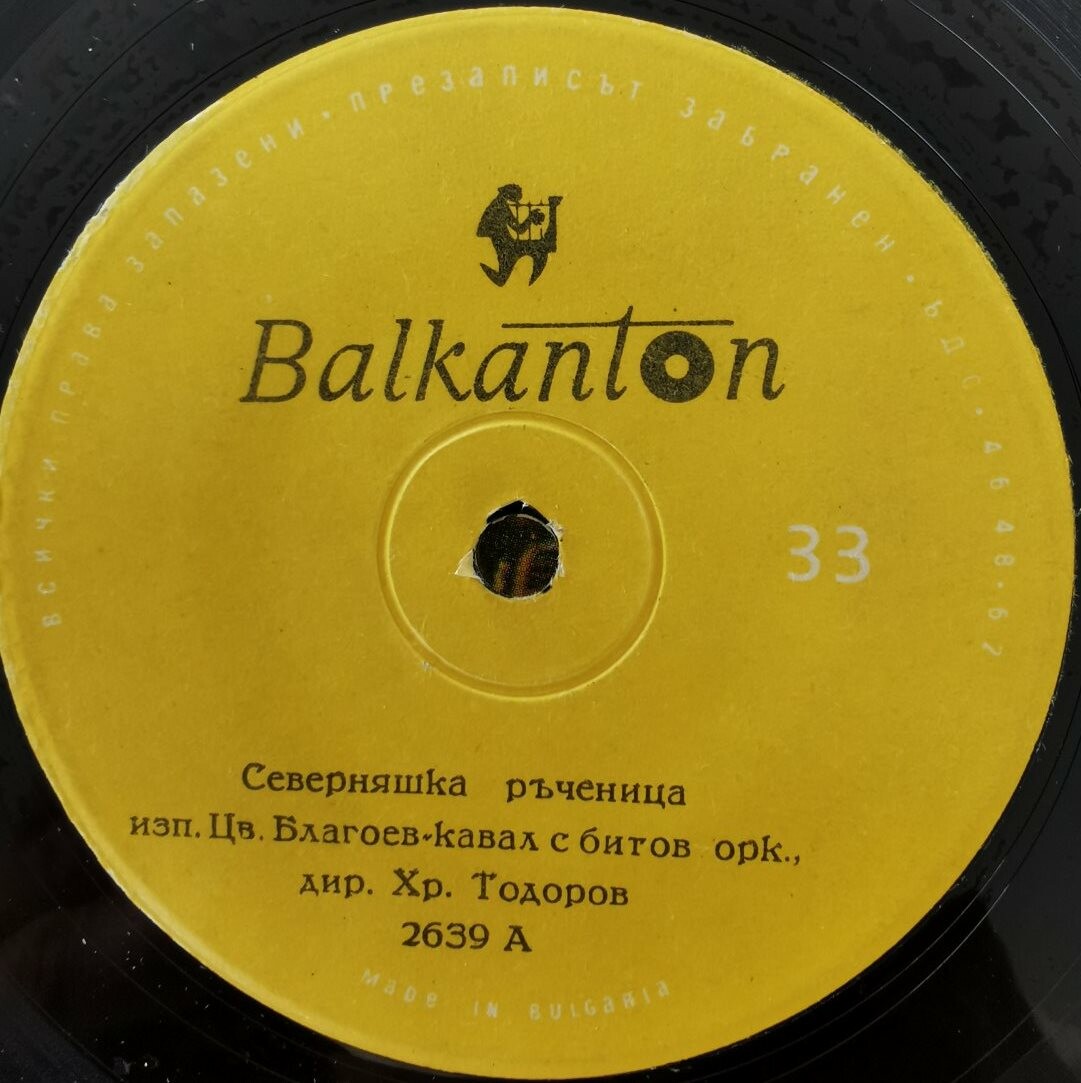 всички права запазени · презаписът забранен · БДС · 4648·62
Balkanton
33
Северняшка ръченица
изп. Цв. Благоев-кавал с битов орк.,
дир. Хр. Тодоров
2639 А
MADE IN BULGARIA